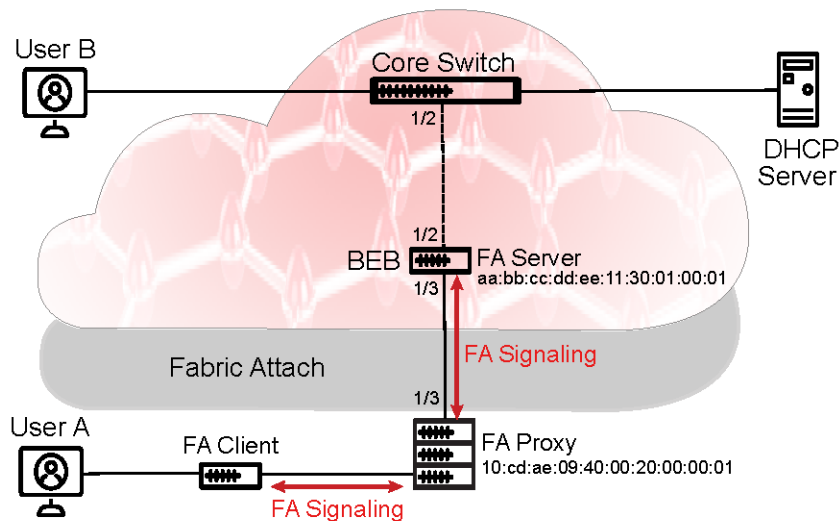 User B
Core Switch
1/2
DHCP
Server
1/2
BEB
FA Server
aa:bb:cc:dd:ee:11:30:01:00:01
1/3
FA Signaling
Fabric Attach
1/3
User A
FA Client
FA Proxy
10:cd:ae:09:40:00:20:00:00:01
FA Signaling